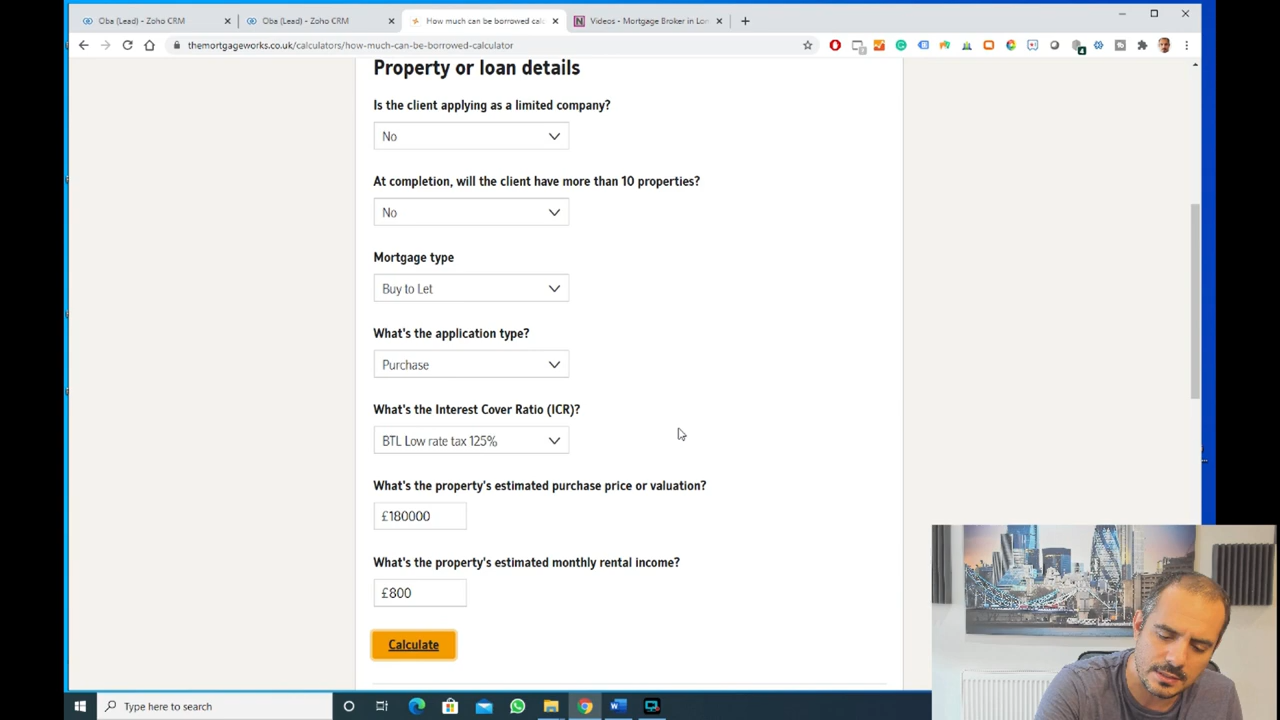 Oba (Lead) - Zoho CRM
Oba (Lead) - Zoho CRM
How much can be borrowed calc
Videos - Mortgage Broker in Lon
themortgageworks.co.uk/calculators/how-much-can-be-borrowed-calculator
4
Property or loan details
Is the client applying as a limited company?
No
At completion, will the client have more than 10 properties?
No
Mortgage type
Buy to Let
What's the application type?
Purchase
What's the Interest Cover Ratio (ICR)?
BTL Low rate tax 125%
What's the property's estimated purchase price or valuation?
£180000
What's the property's estimated monthly rental income?
£800
Calculate
Type here to search